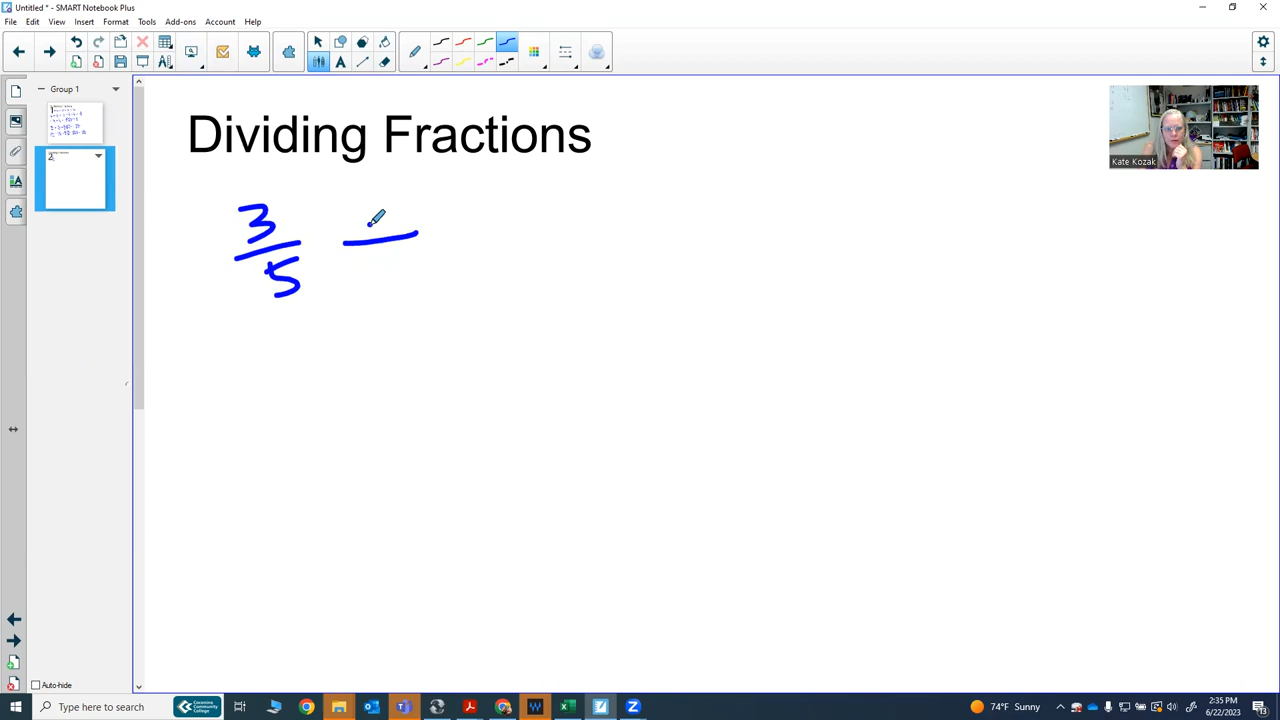 Untitled * - SMART Notebook Plus
File Edit View Insert Format Tools Add-ons Account Help
Group 1
Dividing Fractions
Kate Kozak
3
5
Auto-hide
Type here to search
74°F Sunny
2:35 PM
6/22/2023